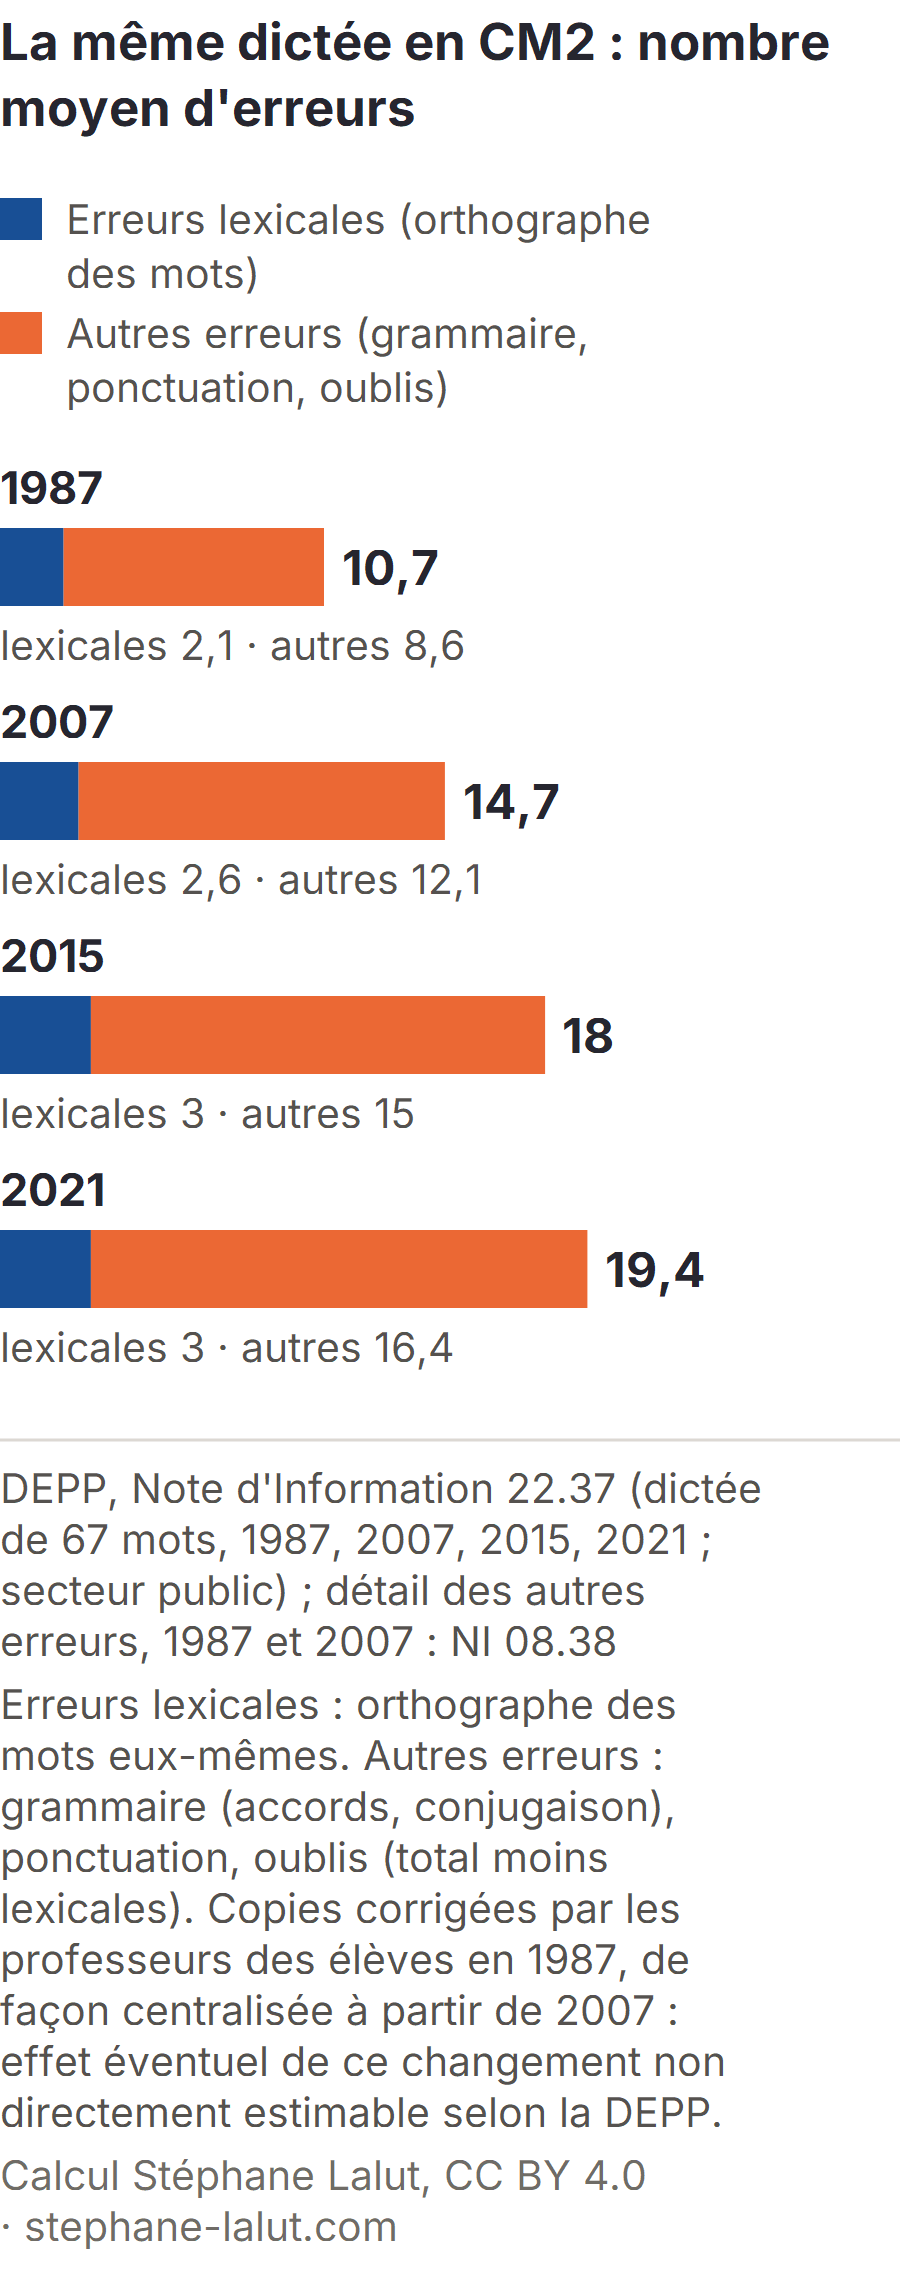 La même dictée en CM2 : nombre
moyen d'erreurs
Erreurs lexicales (orthographe
des mots)
Autres erreurs (grammaire,
ponctuation, oublis)
1987
10,7
lexicales 2,1 · autres 8,6
2007
14,7
lexicales 2,6 · autres 12,1
2015
18
lexicales 3 · autres 15
2021
19,4
lexicales 3 · autres 16,4
DEPP, Note d'Information 22.37 (dictée
de 67 mots, 1987, 2007, 2015, 2021 ;
secteur public) ; détail des autres
erreurs, 1987 et 2007 : NI 08.38
Erreurs lexicales : orthographe des
mots eux-mêmes. Autres erreurs :
grammaire (accords, conjugaison),
ponctuation, oublis (total moins
lexicales). Copies corrigées par les
professeurs des élèves en 1987, de
façon centralisée à partir de 2007 :
effet éventuel de ce changement non
directement estimable selon la DEPP.
Calcul Stéphane Lalut, CC BY 4.0
· stephane-lalut.com